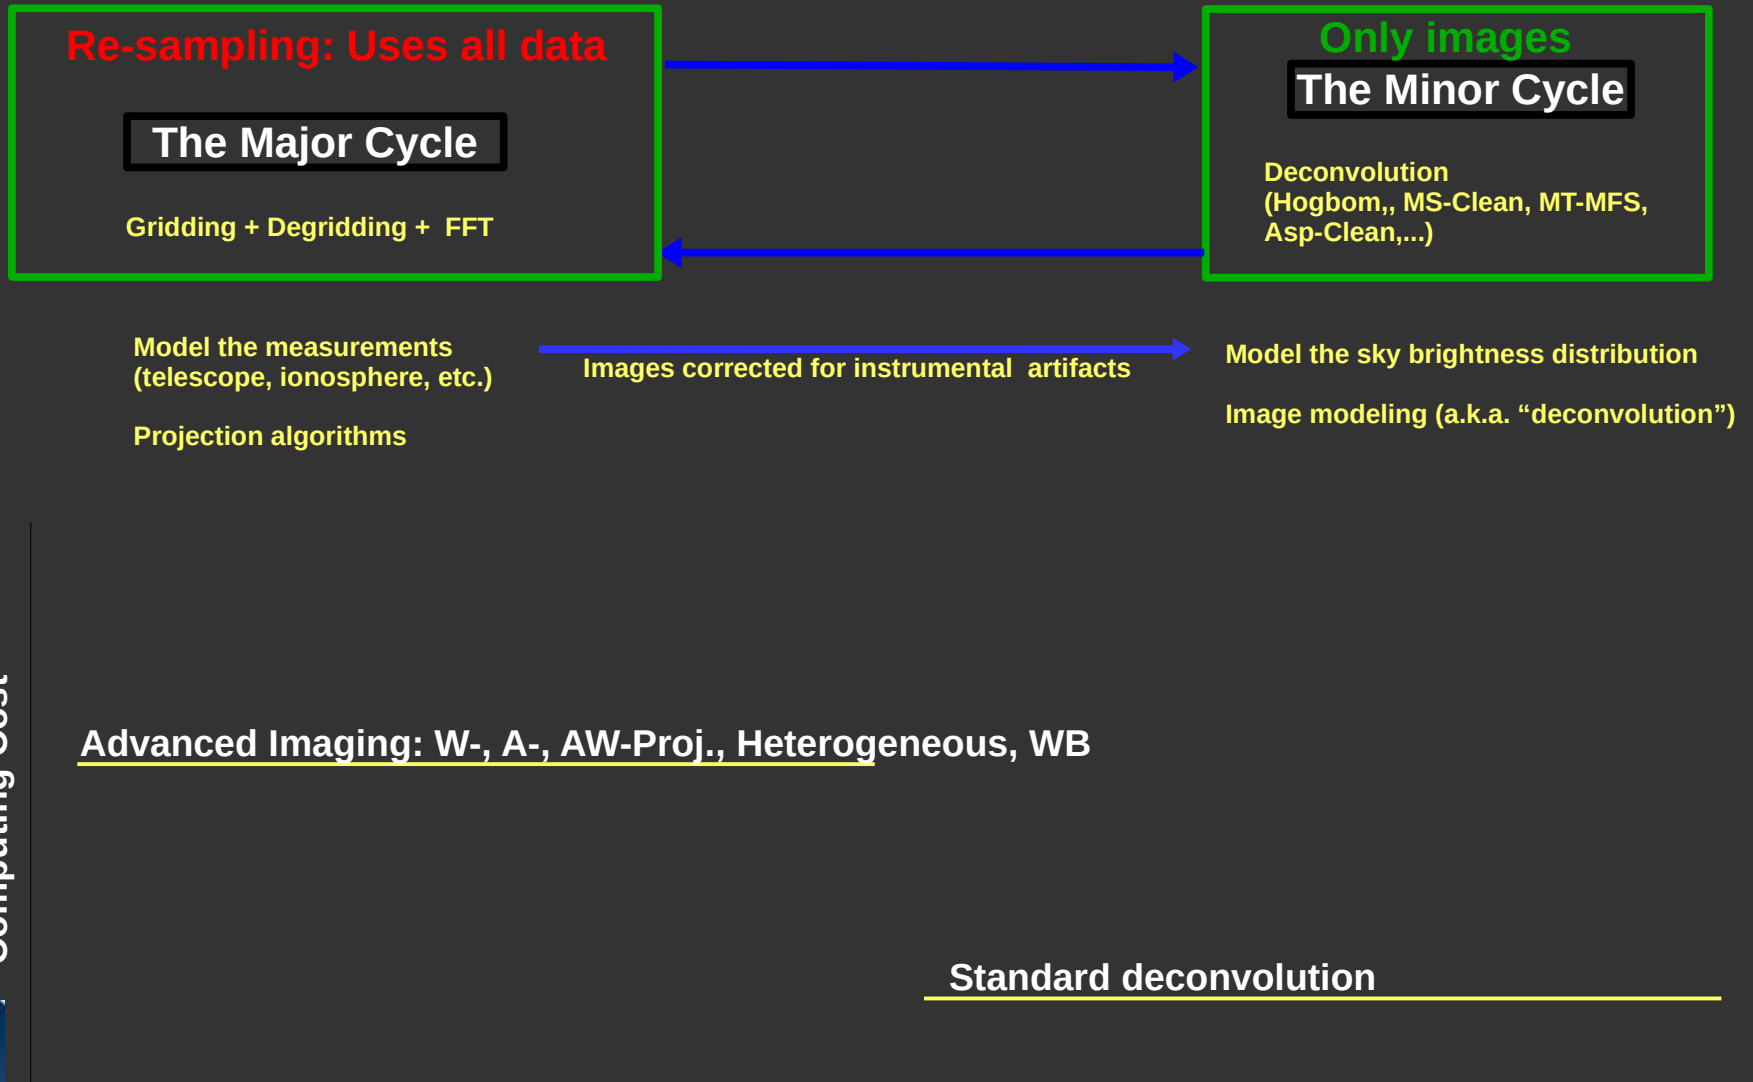 Re-sampling: Uses all data
The Major Cycle
Gridding + Degridding +  FFT
Only images
The Minor Cycle
Deconvolution
(Hogbom,, MS-Clean, MT-MFS,
Asp-Clean,...)
Model the measurements
(telescope, ionosphere, etc.)
Projection algorithms
Images corrected for instrumental  artifacts
Model the sky brightness distribution
Image modeling (a.k.a. “deconvolution”)
Computing Cost
Advanced Imaging: W-, A-, AW-Proj., Heterogeneous, WB
Standard deconvolution